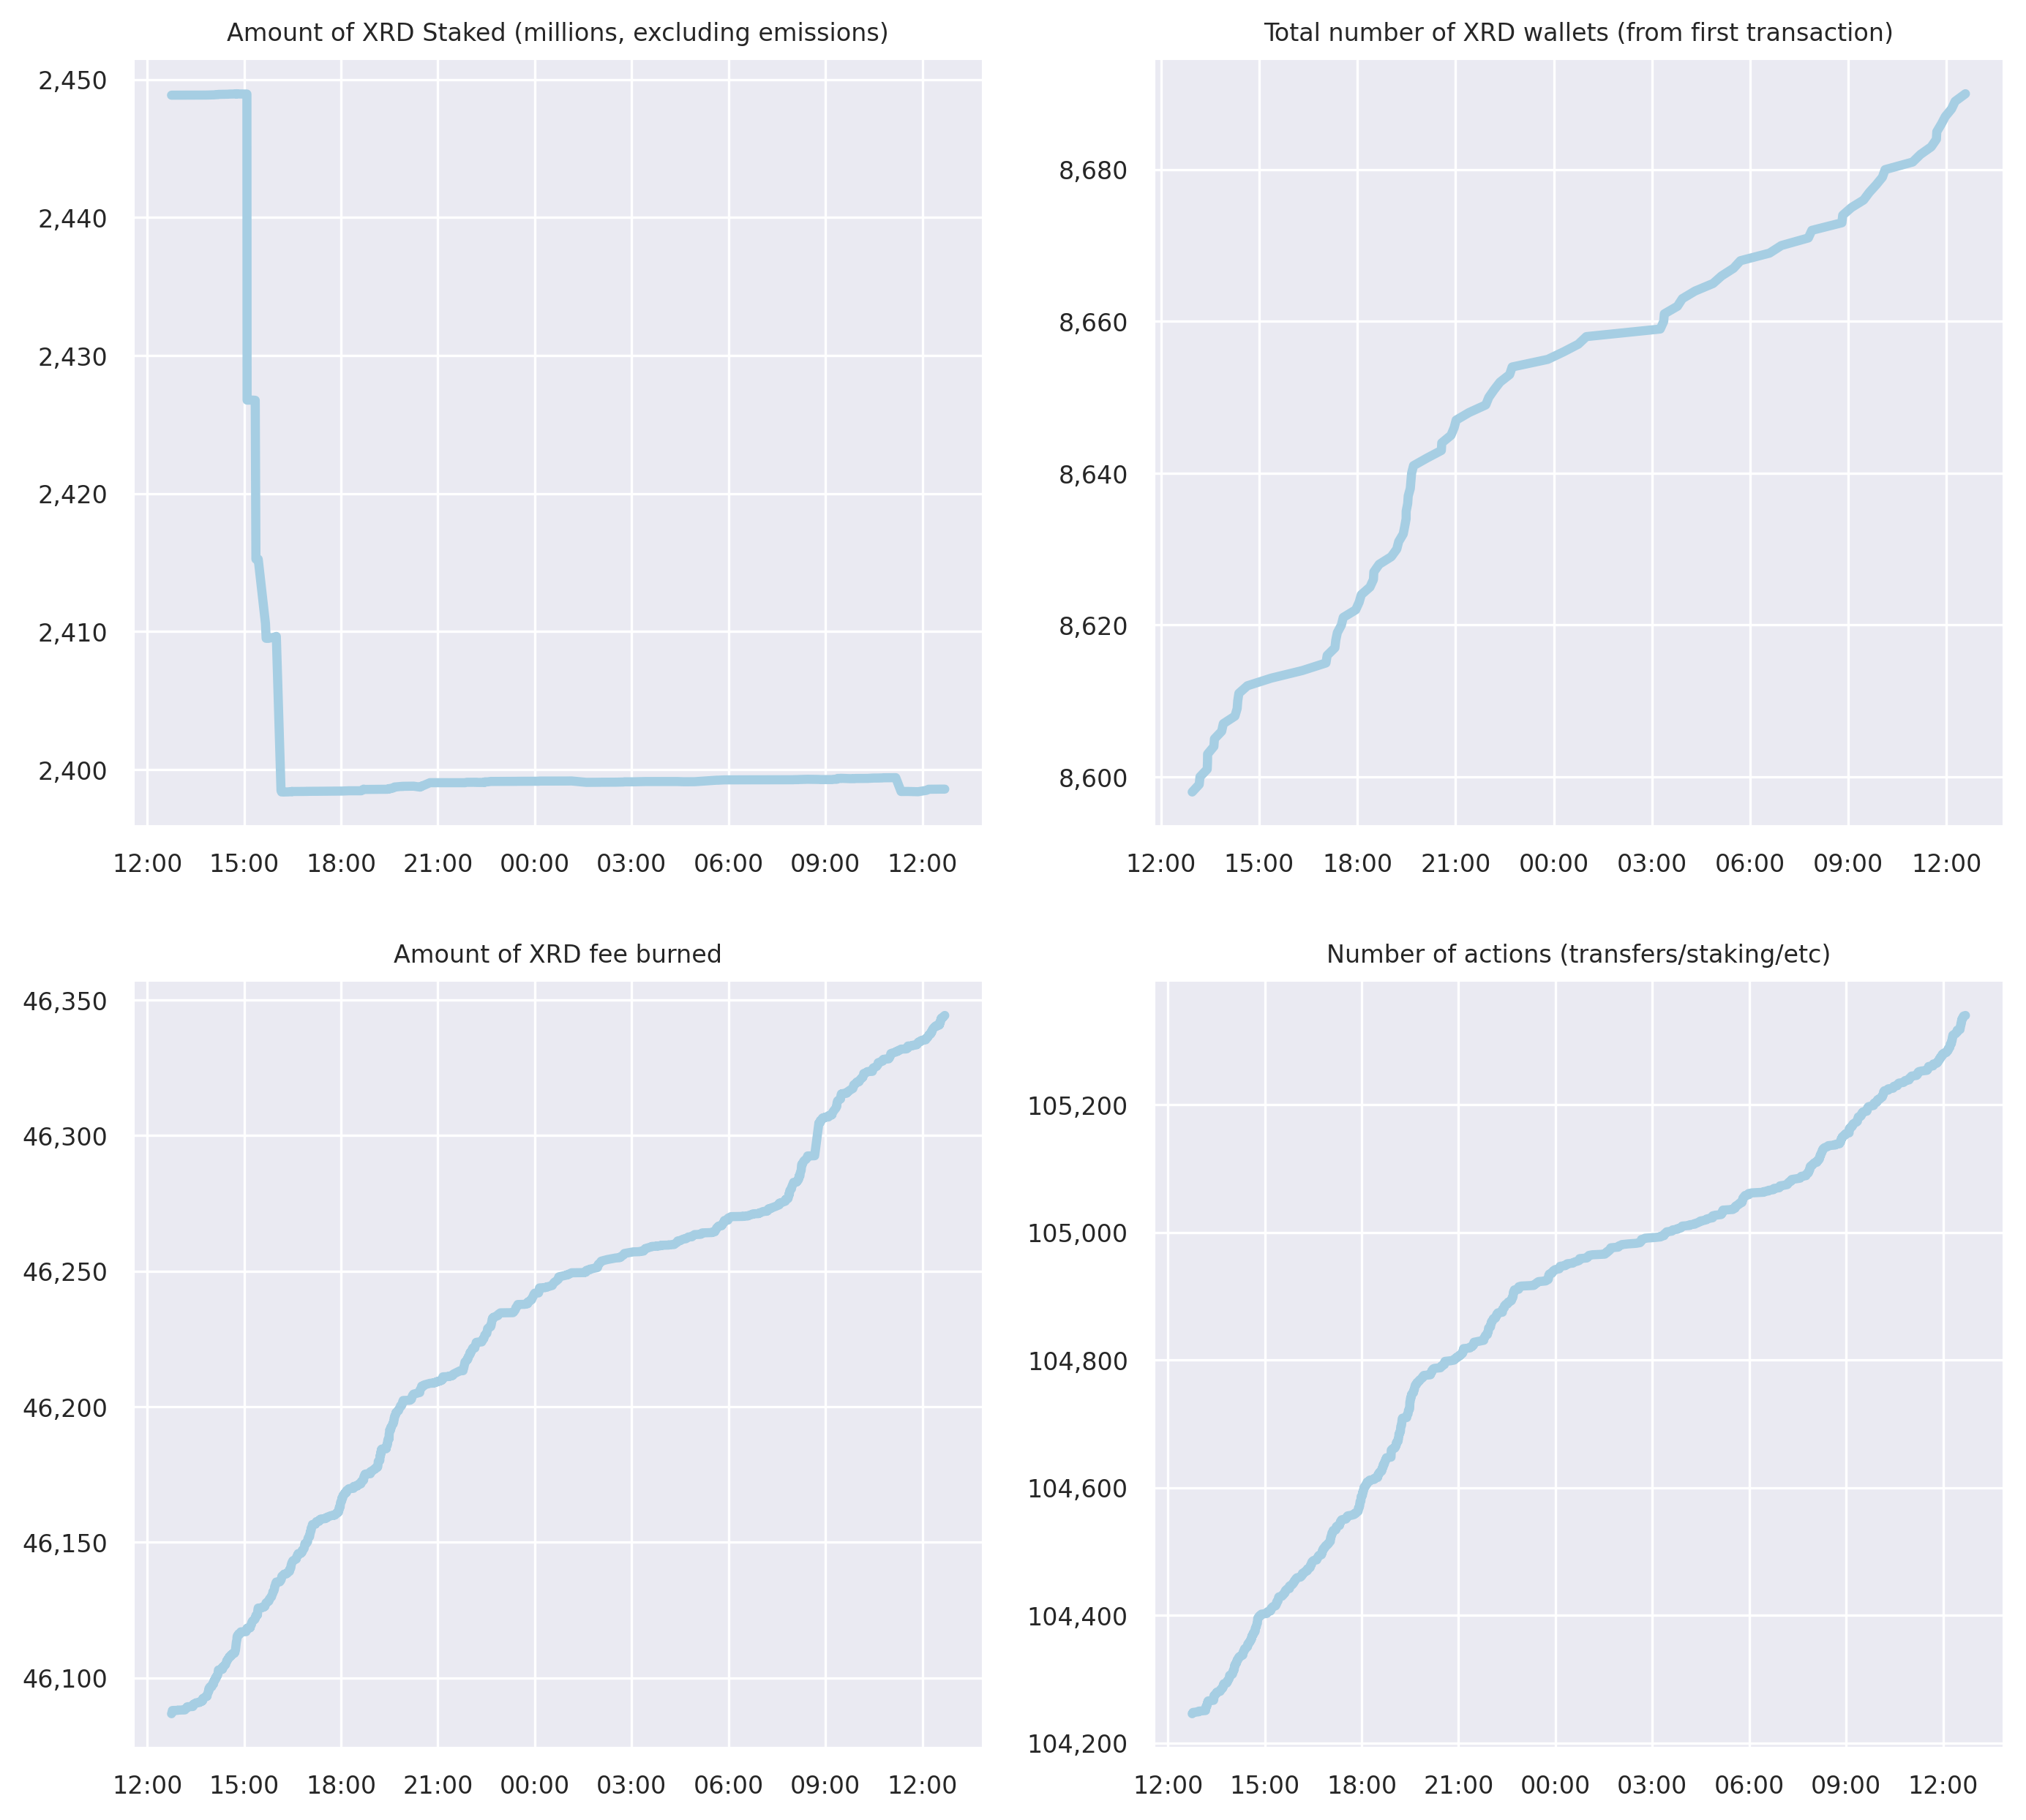 Amount of XRD Staked (millions, excluding emissions)
2,450
2,440
2,430
2,420
2,410
2,400
12:00 15:00 18:00 21:00 00:00 03:00 06:00 09:00 12:00
Total number of XRD wallets (from first transaction)
8,680
8,660
8,640
8,620
8,600
12:00 15:00 18:00 21:00 00:00 03:00 06:00 09:00 12:00
Amount of XRD fee burned
46,350
46,300
46,250
46,200
46,150
46,100
12:00 15:00 18:00 21:00 00:00 03:00 06:00 09:00 12:00
Number of actions (transfers/staking/etc)
105,200
105,000
104,800
104,600
104,400
104,200
12:00 15:00 18:00 21:00 00:00 03:00 06:00 09:00 12:00